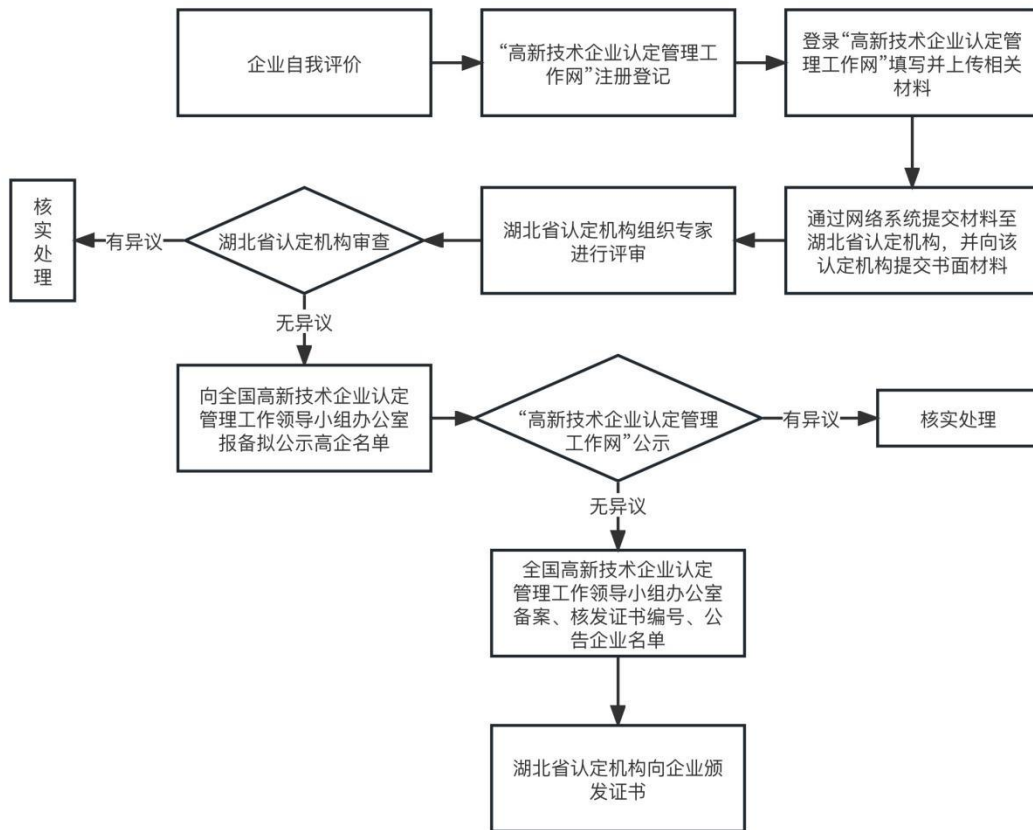 企业自我评价
“高新技术企业认定管理工
作网”注册登记
登录“高新技术企业认定管
理工作网”填写并上传相关
材料
通过网络系统提交材料至
湖北省认定机构，并向该
认定机构提交书面材料
湖北省认定机构组织专家
进行评审
湖北省认定机构审查
有异议
核
实
处
理
无异议
向全国高新技术企业认定
管理工作领导小组办公室
报备拟公示高企名单
“高新技术企业认定管理
工作网”公示
有异议
核实处理
无异议
全国高新技术企业认定
管理工作领导小组办公室
备案、核发证书编号、公
告企业名单
湖北省认定机构向企业颁
发证书